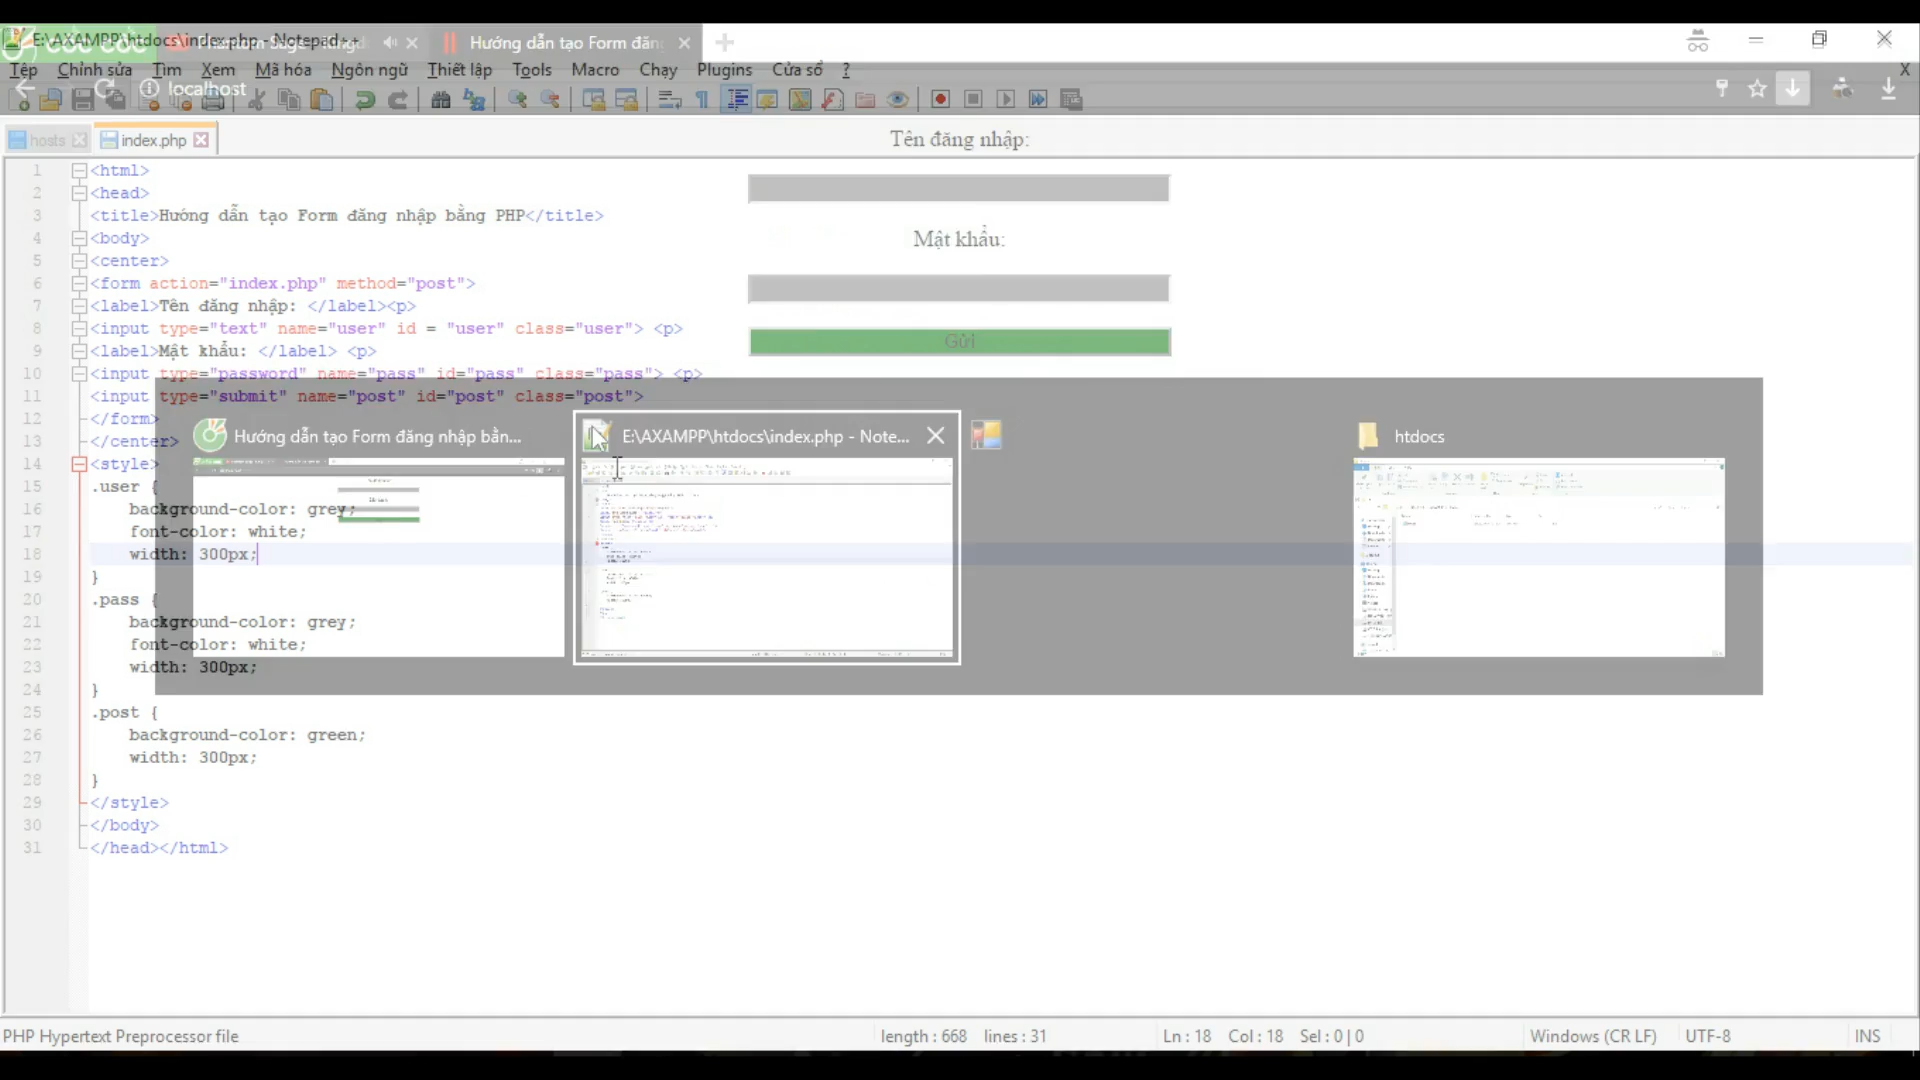 E:\AXAMPP\htdocs\index.php - Notepad++
Hướng dẫn tạo Form đăn
Tệp Chỉnh sửa Tìm Xem Mã hóa Ngôn ngữ Thiết lập Tools Macro Chạy Plugins Cửa sổ ? X
localhost
hosts index.php
Tên đăng nhập:
Mật khẩu:
Gửi
1 <html>
2 <head>
3 <title>Hướng dẫn tạo Form đăng nhập bằng PHP</title>
4 <body>
5 <center>
6 <form action="index.php" method="post">
7 <label>Tên đăng nhập: </label><p>
8 <input type="text" name="user" id = "user" class="user"> <p>
9 <label>Mật khẩu: </label> <p>
10 <input type="password" name="pass" id="pass" class="pass"> <p>
11 <input type="submit" name="post" id="post" class="post">
12 </form>
13 </center>
14 <style>
15 .user {
16 background-color: grey;
17 font-color: white;
18 width: 300px;
19 }
20 .pass {
21 background-color: grey;
22 font-color: white;
23 width: 300px;
24 }
25 .post {
26 background-color: green;
27 width: 300px;
28 }
29 </style>
30 </body>
31 </head></html>
Hướng dẫn tạo Form đăng nhập bằn...
E:\AXAMPP\htdocs\index.php - Note...
htdocs
PHP Hypertext Preprocessor file length : 668 lines : 31 Ln : 18 Col : 18 Sel : 0 | 0 Windows (CR LF) UTF-8 INS